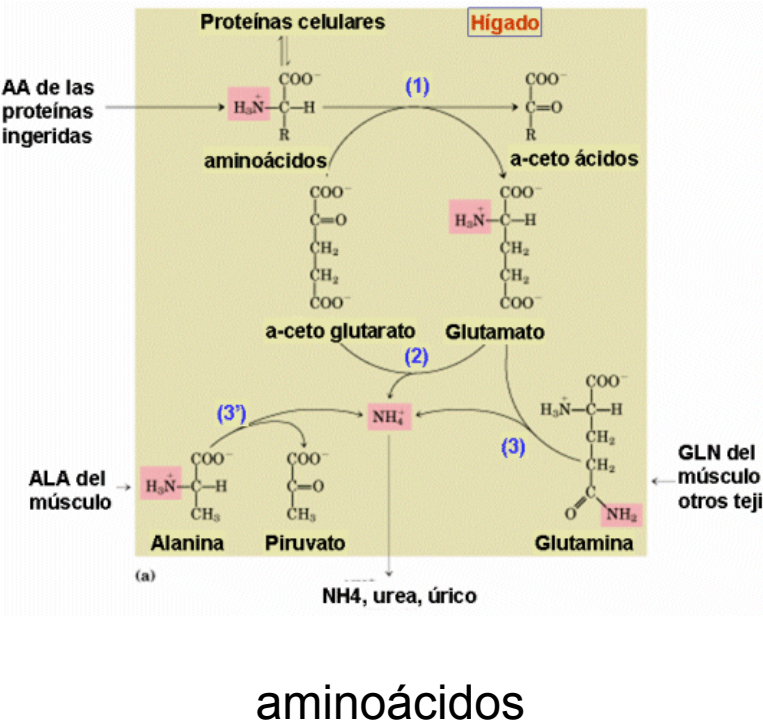 Proteínas celulares
Hígado
AA de las
proteínas
ingeridas
COO⁻
H₃N⁺–C–H
R
aminoácidos
(1)
COO⁻
C=O
R
a-ceto ácidos
COO⁻
C=O
CH₂
CH₂
COO⁻
a-ceto glutarato
COO⁻
H₃N⁺–C–H
CH₂
CH₂
COO⁻
Glutamato
(2)
NH₄⁺
(3')
(3)
ALA del
músculo
COO⁻
H₃N⁺–C–H
CH₃
Alanina
COO⁻
C=O
CH₃
Piruvato
COO⁻
H₃N⁺–C–H
CH₂
CH₂
C
O
NH₂
Glutamina
GLN del
músculo
otros teji
(a)
NH4, urea, úrico
aminoácidos